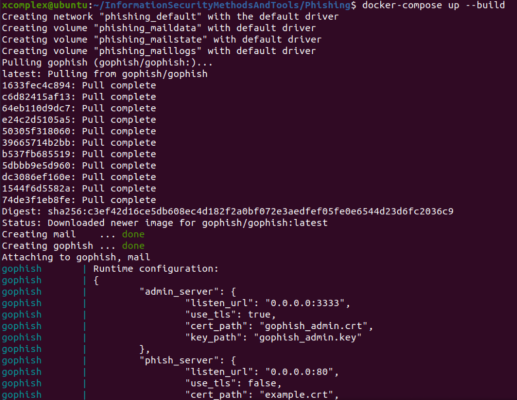 xcomplex@ubuntu:~/InformationSecurityMethodsAndTools/Phishing$ docker-compose up --build
Creating network "phishing_default" with the default driver
Creating volume "phishing_maildata" with default driver
Creating volume "phishing_mailstate" with default driver
Creating volume "phishing_maillogs" with default driver
Pulling gophish (gophish/gophish:)...
latest: Pulling from gophish/gophish
1633fec4c894: Pull complete
c6d82415af13: Pull complete
64eb110d9dc7: Pull complete
e24c2d5105a5: Pull complete
50305f318060: Pull complete
39665714b2bb: Pull complete
b537fb685519: Pull complete
5dbbb9e5d960: Pull complete
dc3086ef160e: Pull complete
1544f6d5582a: Pull complete
74de3f1eb8fe: Pull complete
Digest: sha256:c3ef42d16ce5db608ec4d182f2a0bf072e3aedfef05fe0e6544d23d6fc2036c9
Status: Downloaded newer image for gophish/gophish:latest
Creating mail    ... done
Creating gophish ... done
Attaching to gophish, mail
gophish    | Runtime configuration:
gophish    | {
gophish    |         "admin_server": {
gophish    |                 "listen_url": "0.0.0.0:3333",
gophish    |                 "use_tls": true,
gophish    |                 "cert_path": "gophish_admin.crt",
gophish    |                 "key_path": "gophish_admin.key"
gophish    |         },
gophish    |         "phish_server": {
gophish    |                 "listen_url": "0.0.0.0:80",
gophish    |                 "use_tls": false,
gophish    |                 "cert_path": "example.crt",